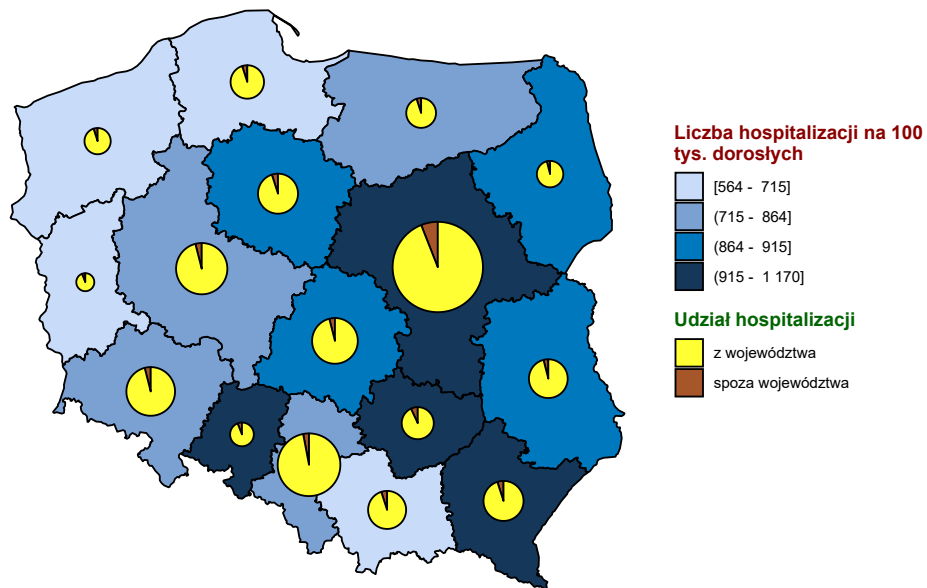 Liczba hospitalizacji na 100
tys. dorosłych
[564 - 715]
(715 - 864]
(864 - 915]
(915 - 1 170]
Udział hospitalizacji
z województwa
spoza województwa